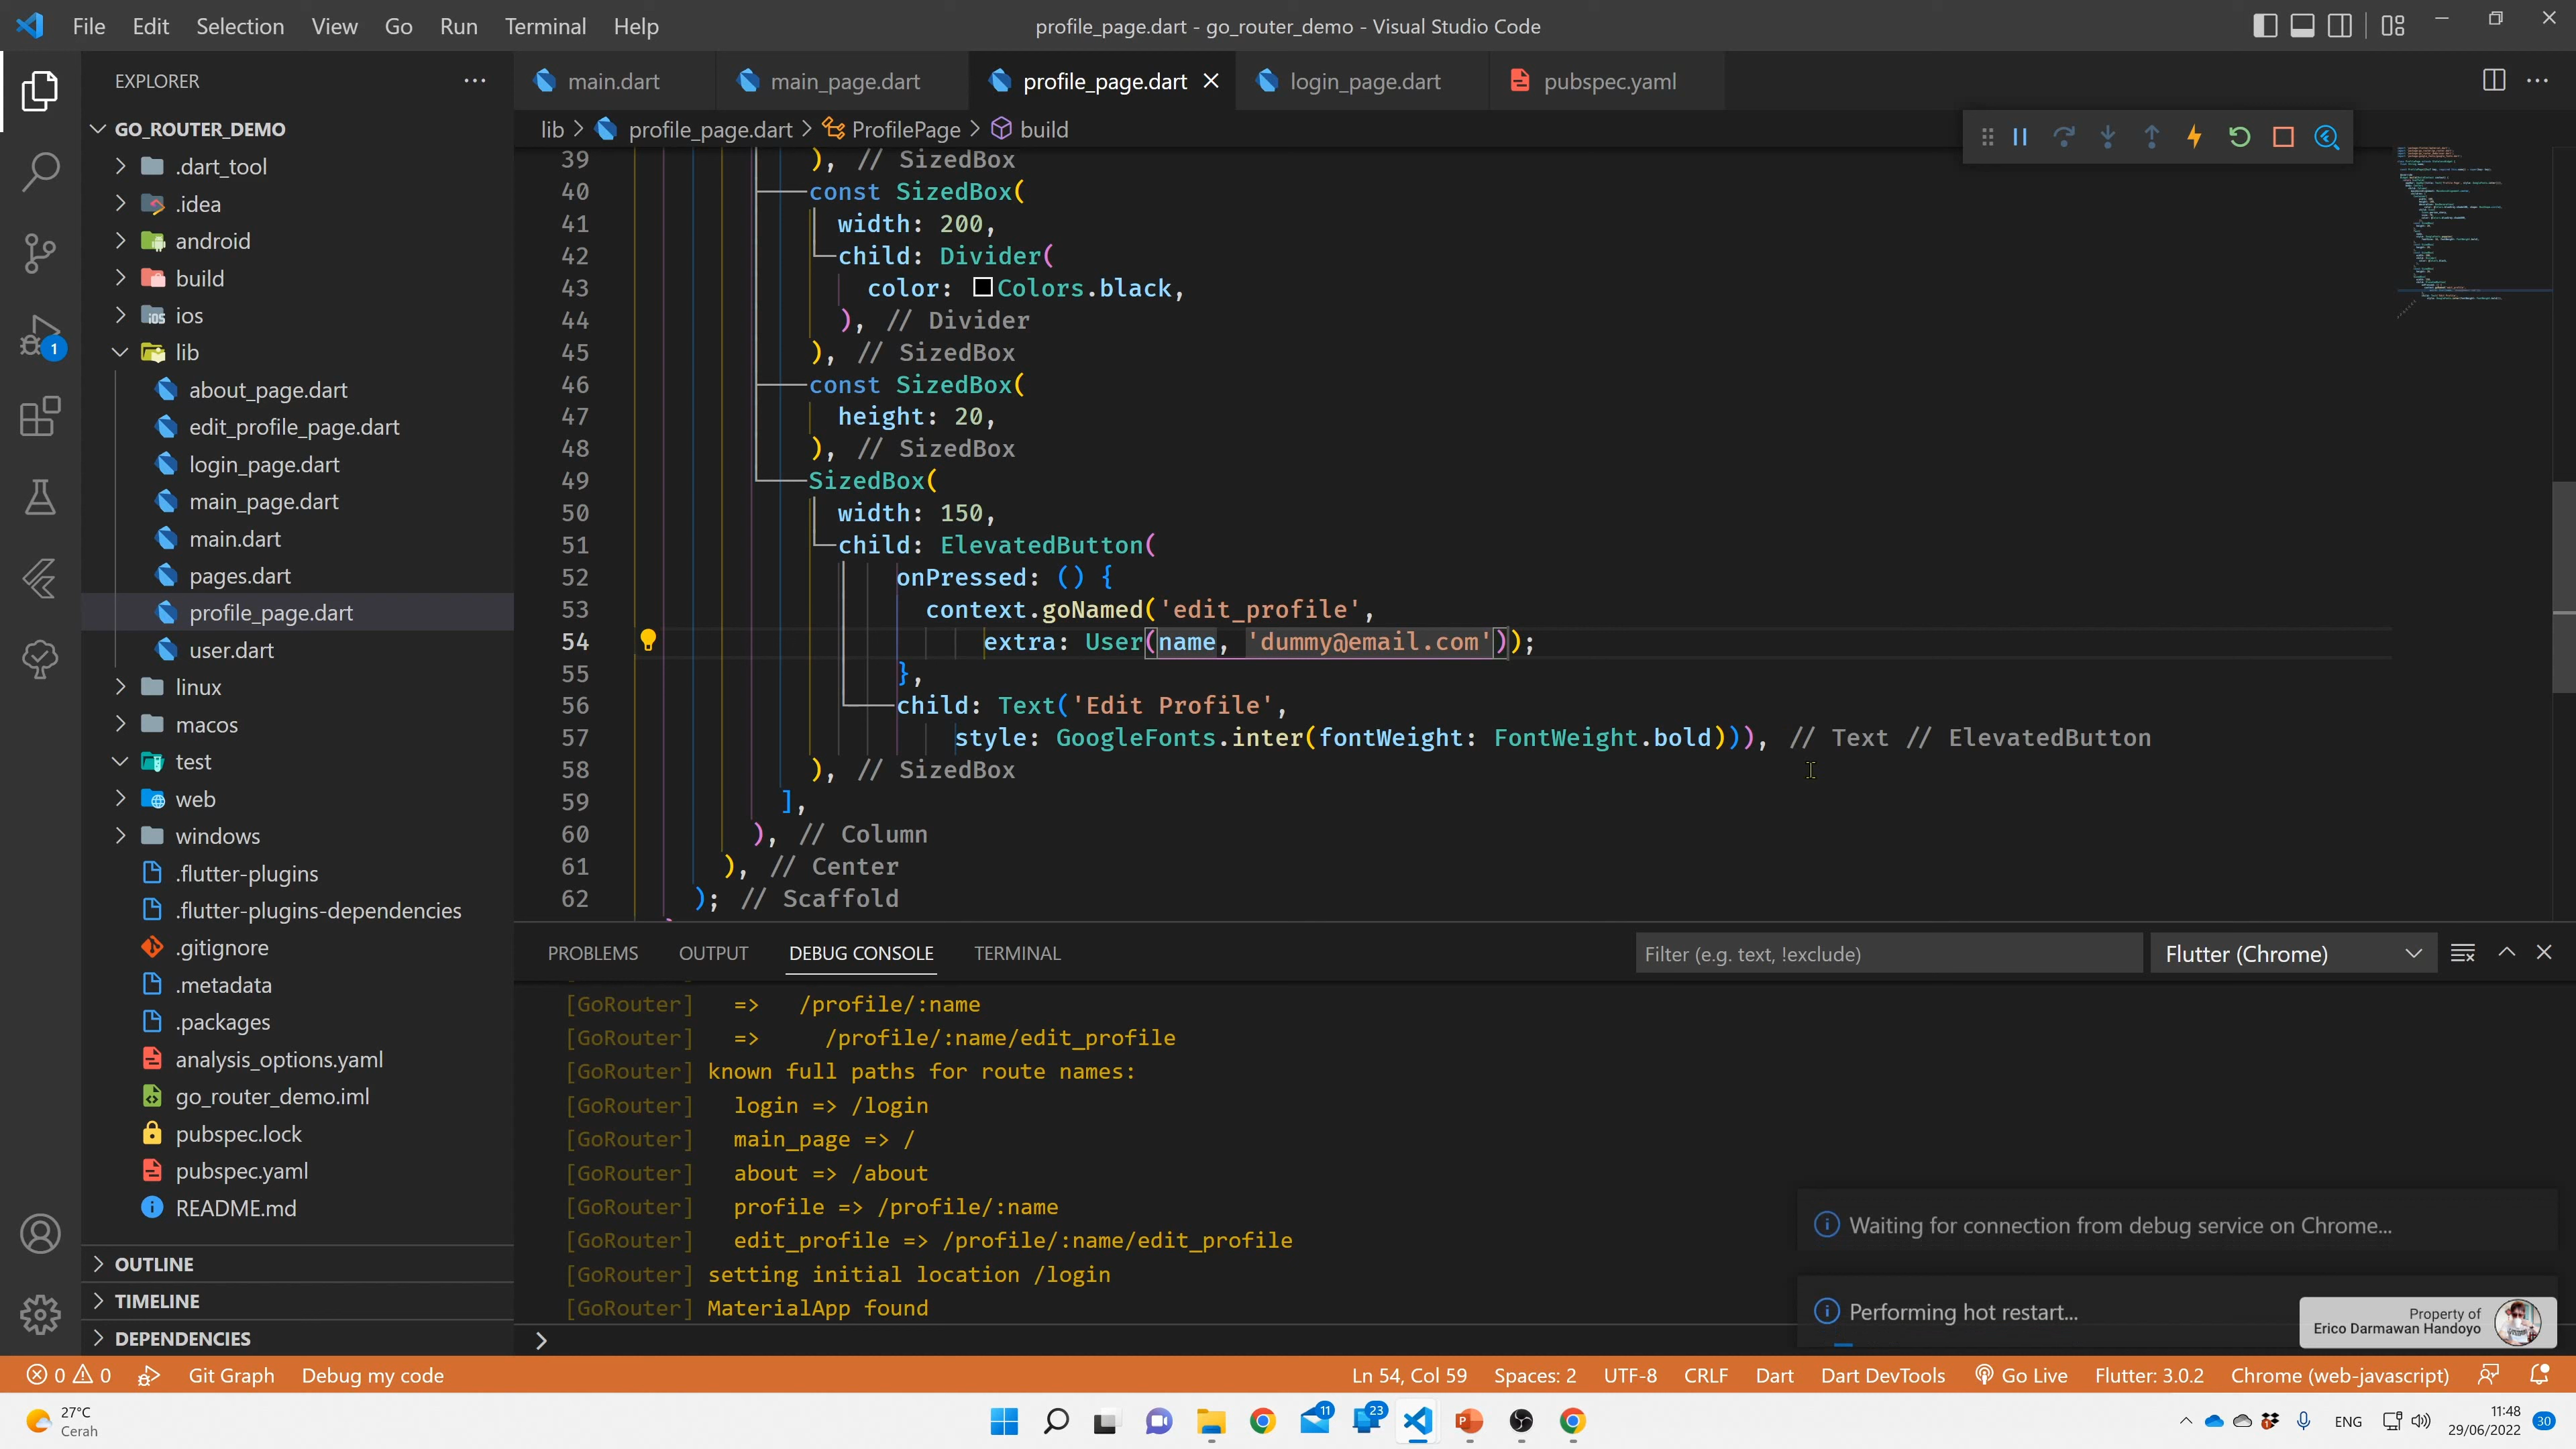 File Edit Selection View Go Run Terminal Help
profile_page.dart - go_router_demo - Visual Studio Code
EXPLORER
GO_ROUTER_DEMO
.dart_tool
.idea
android
build
ios
lib
about_page.dart
edit_profile_page.dart
login_page.dart
main_page.dart
main.dart
pages.dart
profile_page.dart
user.dart
linux
macos
test
web
windows
.flutter-plugins
.flutter-plugins-dependencies
.gitignore
.metadata
.packages
analysis_options.yaml
go_router_demo.iml
pubspec.lock
pubspec.yaml
README.md
OUTLINE
TIMELINE
DEPENDENCIES
1
main.dart main_page.dart profile_page.dart login_page.dart pubspec.yaml
lib > profile_page.dart > ProfilePage > build
39 ), // SizedBox
40 const SizedBox(
41 width: 200,
42 child: Divider(
43 color: Colors.black,
44 ), // Divider
45 ), // SizedBox
46 const SizedBox(
47 height: 20,
48 ), // SizedBox
49 SizedBox(
50 width: 150,
51 child: ElevatedButton(
52 onPressed: () {
53 context.goNamed('edit_profile',
54 extra: User(name, 'dummy@email.com'));
55 },
56 child: Text('Edit Profile',
57 style: GoogleFonts.inter(fontWeight: FontWeight.bold))), // Text // ElevatedButton
58 ), // SizedBox
59 ],
60 ), // Column
61 ), // Center
62 ); // Scaffold
PROBLEMS OUTPUT DEBUG CONSOLE TERMINAL
Filter (e.g. text, !exclude)
Flutter (Chrome)
[GoRouter] => /profile/:name
[GoRouter] => /profile/:name/edit_profile
[GoRouter] known full paths for route names:
[GoRouter] login => /login
[GoRouter] main_page => /
[GoRouter] about => /about
[GoRouter] profile => /profile/:name
[GoRouter] edit_profile => /profile/:name/edit_profile
[GoRouter] setting initial location /login
[GoRouter] MaterialApp found
>
Waiting for connection from debug service on Chrome...
Performing hot restart...
Property of
Erico Darmawan Handoyo
0 0 Git Graph Debug my code Ln 54, Col 59 Spaces: 2 UTF-8 CRLF Dart Dart DevTools Go Live Flutter: 3.0.2 Chrome (web-javascript)
27°C
Cerah
11
23
ENG
11:48
29/06/2022
30